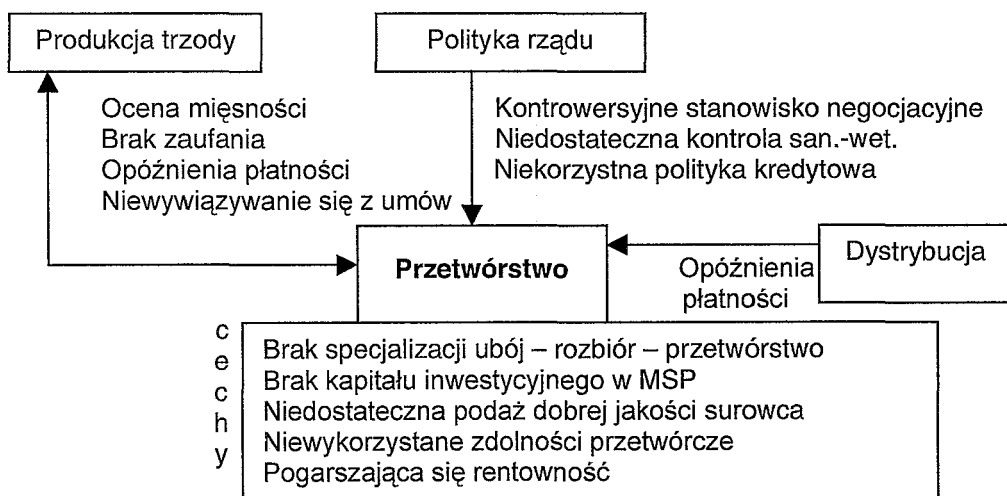 Produkcja trzody
Polityka rządu
Ocena mięsności
Brak zaufania
Opóźnienia płatności
Niewywiązywanie się z umów
Kontrowersyjne stanowisko negocjacyjne
Niedostateczna kontrola san.-wet.
Niekorzystna polityka kredytowa
Przetwórstwo
Opóźnienia
płatności
Dystrybucja
cechy
Brak specjalizacji ubój – rozbiór – przetwórstwo
Brak kapitału inwestycyjnego w MSP
Niedostateczna podaż dobrej jakości surowca
Niewykorzystane zdolności przetwórcze
Pogarszająca się rentowność